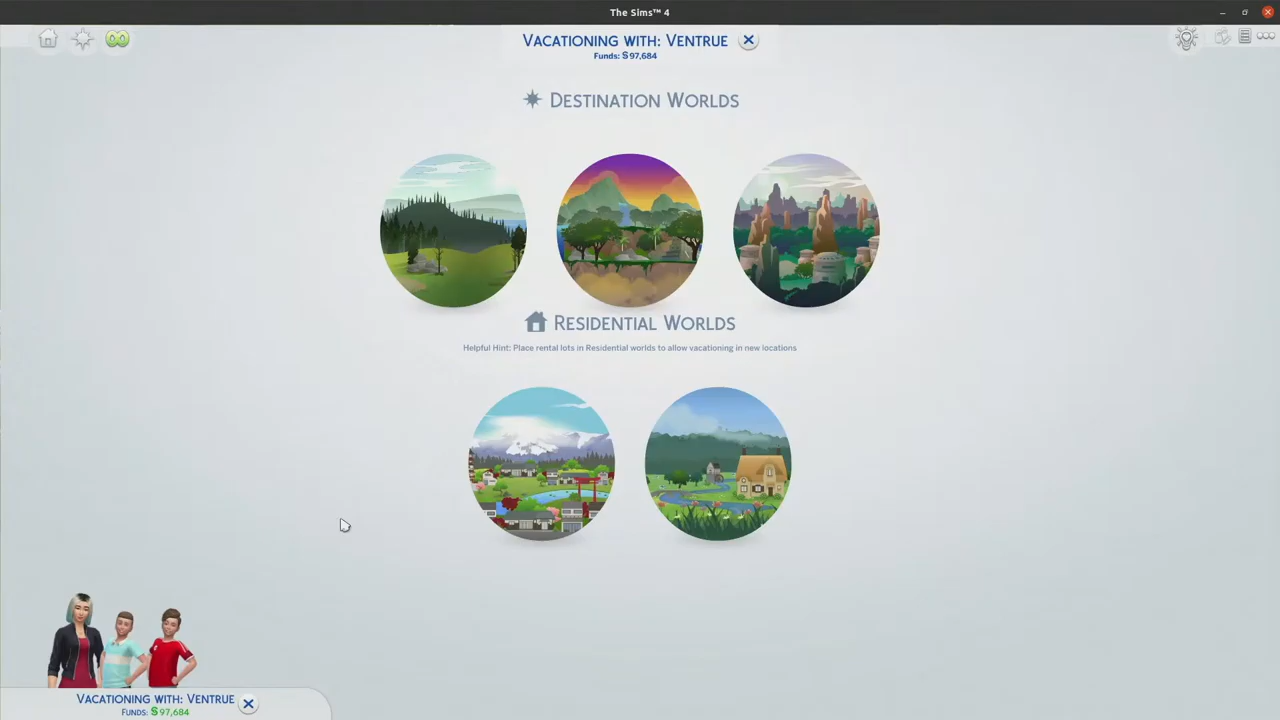 The Sims™ 4
VACATIONING WITH: VENTRUE
Funds: §97,684
DESTINATION WORLDS
RESIDENTIAL WORLDS
Helpful Hint: Place rental lots in Residential worlds to allow vacationing in new locations
VACATIONING WITH: VENTRUE
FUNDS: §97,684